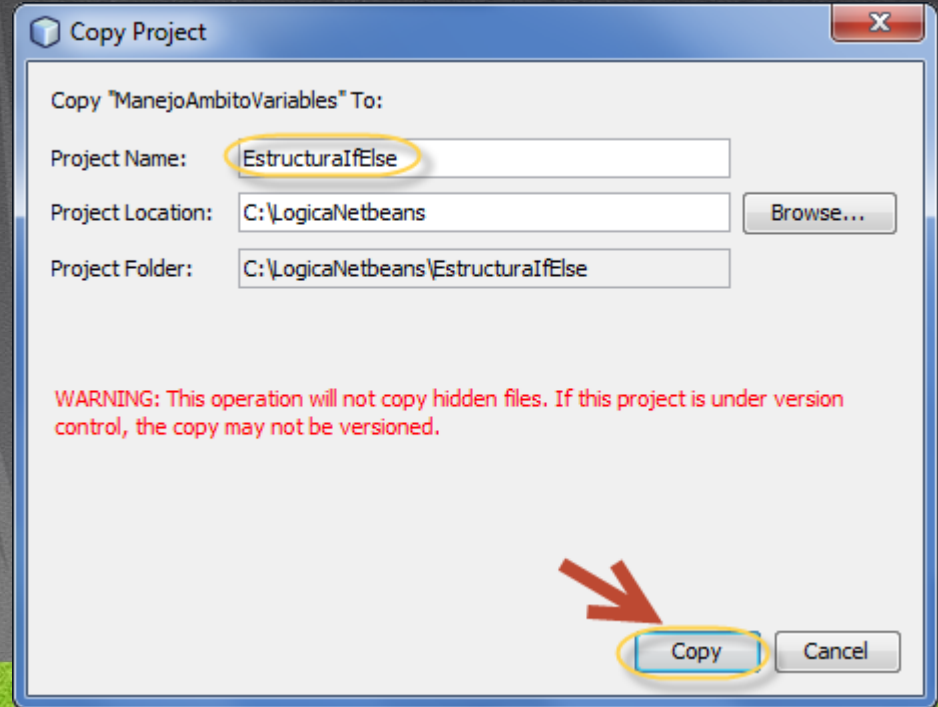 Copy Project
Copy "ManejoAmbitoVariables" To:
Project Name: EstructuraIfElse
Project Location: C:\LogicaNetbeans Browse...
Project Folder: C:\LogicaNetbeans\EstructuraIfElse
WARNING: This operation will not copy hidden files. If this project is under version
control, the copy may not be versioned.
Copy Cancel